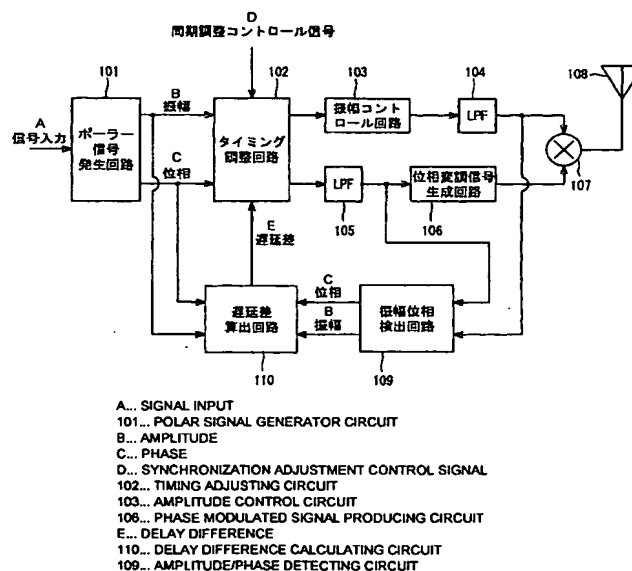 D
同期調整コントロール信号
101
102
103
104
108
A
信号入力
ポーラー
信号
発生回路
B
振幅
C
位相
タイミング
調整回路
振幅コント
ロール回路
LPF
107
LPF
105
位相変調信号
生成回路
106
E
遅延差
遅延差
算出回路
110
C
位相
B
振幅
振幅位相
検出回路
109
A... SIGNAL INPUT
101... POLAR SIGNAL GENERATOR CIRCUIT
B... AMPLITUDE
C... PHASE
D... SYNCHRONIZATION ADJUSTMENT CONTROL SIGNAL
102... TIMING ADJUSTING CIRCUIT
103... AMPLITUDE CONTROL CIRCUIT
106... PHASE MODULATED SIGNAL PRODUCING CIRCUIT
E... DELAY DIFFERENCE
110... DELAY DIFFERENCE CALCULATING CIRCUIT
109... AMPLITUDE/PHASE DETECTING CIRCUIT